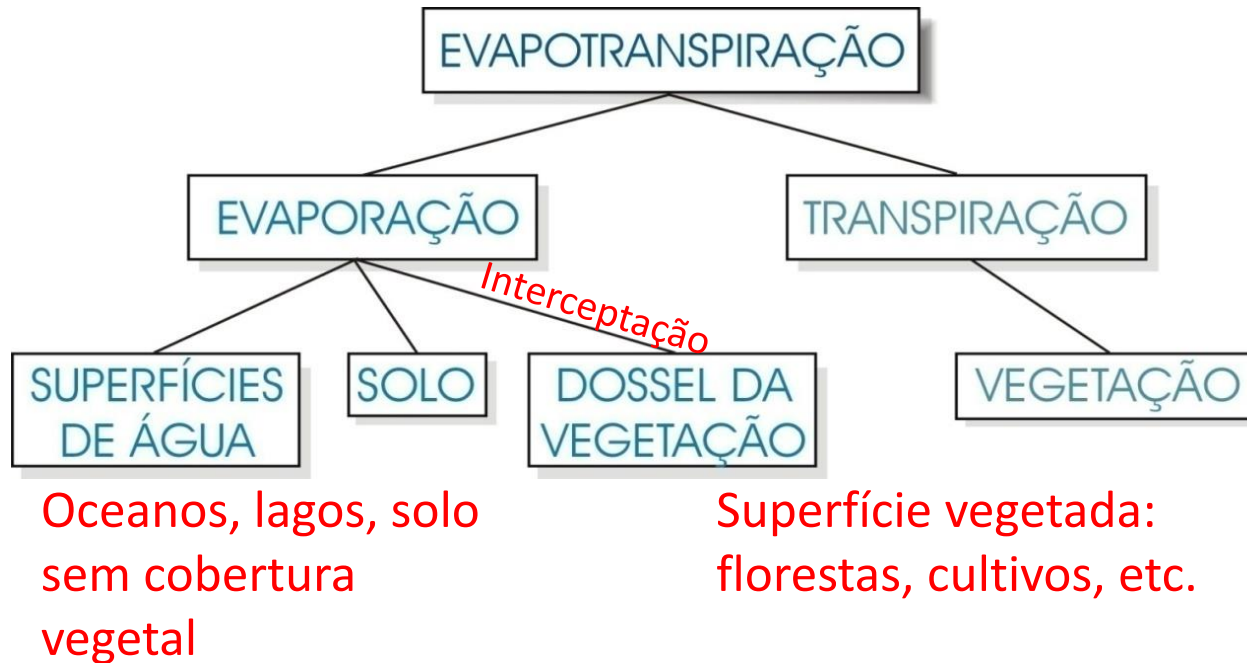 EVAPOTRANSPIRAÇÃO
EVAPORAÇÃO
TRANSPIRAÇÃO
Interceptação
SUPERFÍCIES
DE ÁGUA
SOLO
DOSSEL DA
VEGETAÇÃO
VEGETAÇÃO
Oceanos, lagos, solo
sem cobertura
vegetal
Superfície vegetada:
florestas, cultivos, etc.